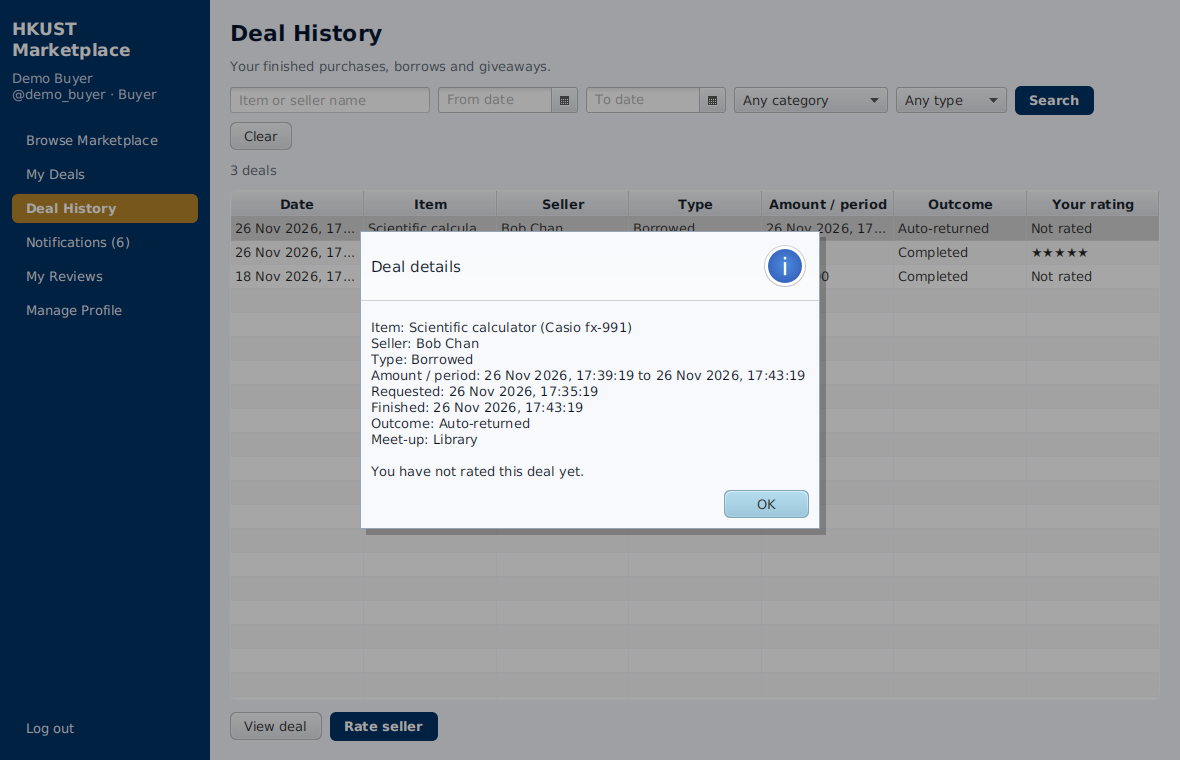 HKUST
Marketplace
Demo Buyer
@demo_buyer · Buyer
Browse Marketplace
My Deals
Deal History
Notifications (6)
My Reviews
Manage Profile
Log out
Deal History
Your finished purchases, borrows and giveaways.
Item or seller name From date To date Any category Any type Search
Clear
3 deals
Date Item Seller Type Amount / period Outcome Your rating
26 Nov 2026, 17... Scientific calcula... Bob Chan Borrowed 26 Nov 2026, 17... Auto-returned Not rated
26 Nov 2026, 17... Completed ★★★★★
18 Nov 2026, 17... Completed Not rated
Deal details
Item: Scientific calculator (Casio fx-991)
Seller: Bob Chan
Type: Borrowed
Amount / period: 26 Nov 2026, 17:39:19 to 26 Nov 2026, 17:43:19
Requested: 26 Nov 2026, 17:35:19
Finished: 26 Nov 2026, 17:43:19
Outcome: Auto-returned
Meet-up: Library
You have not rated this deal yet.
OK
View deal Rate seller